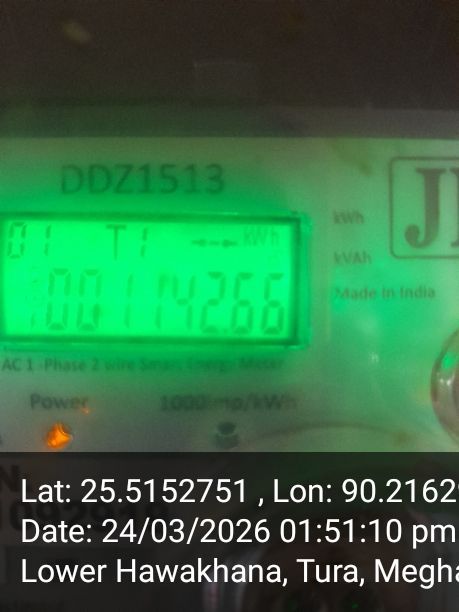 DDZ1513
01 T1 kWh
001142.66
kWh
kVAh
Made in India
AC 1-Phase 2 wire Smart Energy Meter
Power 1000imp/kWh
Lat: 25.5152751 , Lon: 90.2162
Date: 24/03/2026 01:51:10 pm
Lower Hawakhana, Tura, Megha